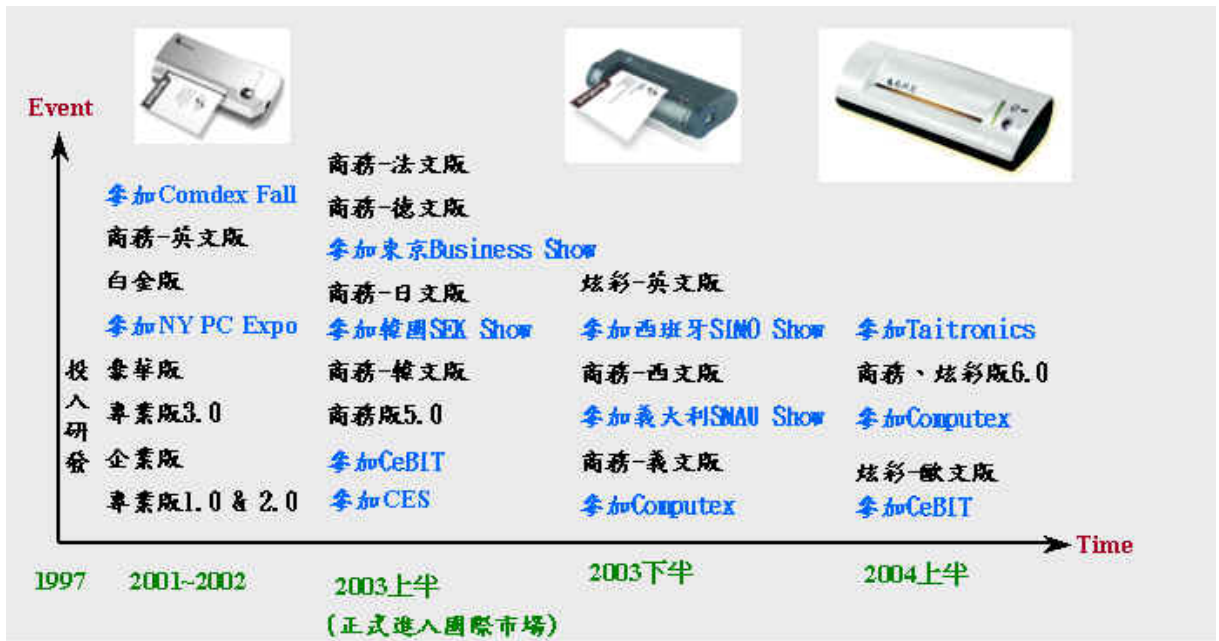 Event
參加Comdex Fall
商務-英文版
白金版
參加NY PC Expo
豪華版
專業版3.0
企業版
專業版1.0 & 2.0
投入研發
商務-法文版
商務-德文版
參加東京Business Show
商務-日文版
參加韓國SEK Show
商務-韓文版
商務版5.0
參加CeBIT
參加CES
炫彩-英文版
參加西班牙SIMO Show
商務-西文版
參加義大利SMAU Show
商務-義文版
參加Computex
參加Taitronics
商務、炫彩版6.0
參加Computex
炫彩-歐文版
參加CeBIT
Time
1997
2001~2002
2003上半
(正式進入國際市場)
2003下半
2004上半